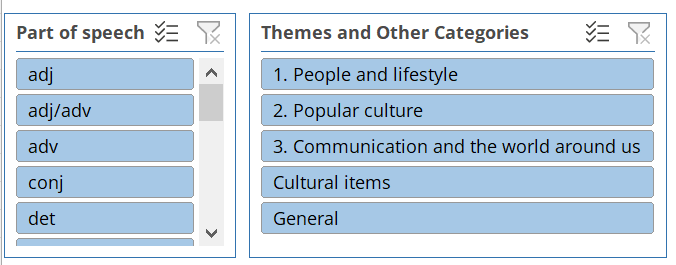 Part of speech
adj
adj/adv
adv
conj
det
Themes and Other Categories
1. People and lifestyle
2. Popular culture
3. Communication and the world around us
Cultural items
General